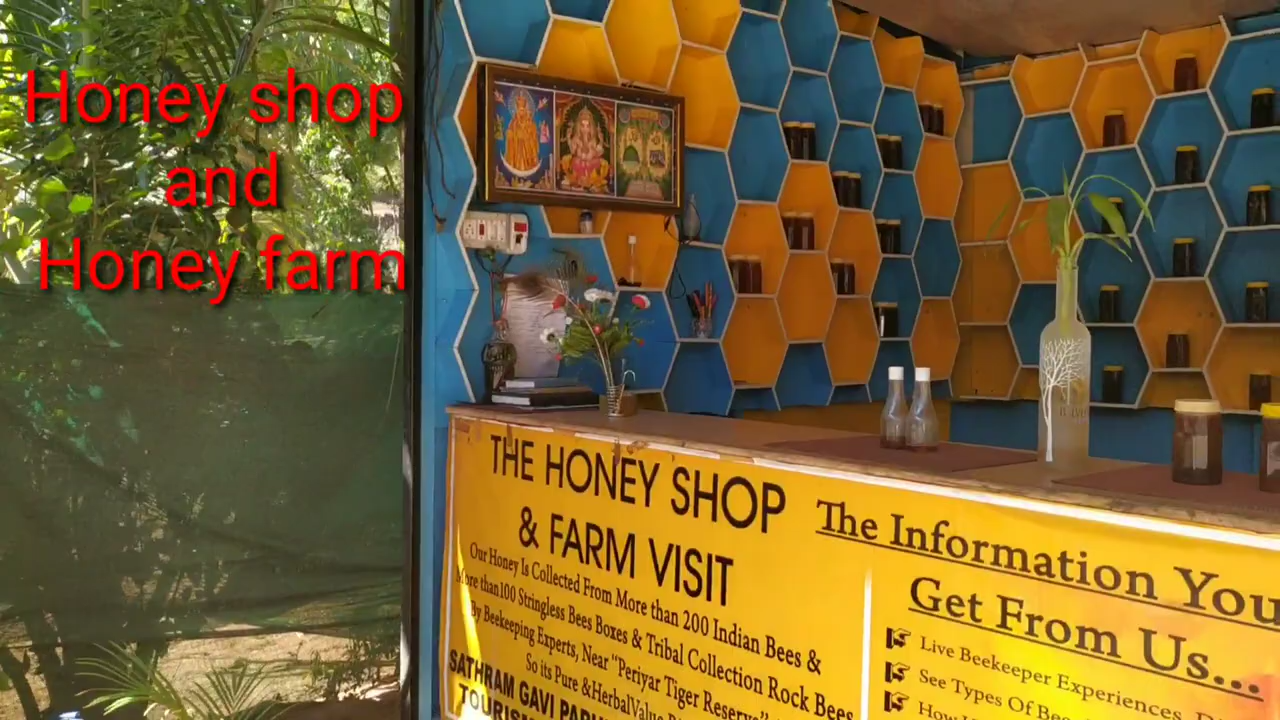 Honey shop
and
Honey farm
THE HONEY SHOP
& FARM VISIT
Our Honey Is Collected From More than 200 Indian Bees &
More than100 Stringless Bees Boxes & Tribal Collection Rock Bees
By Beekeeping Experts, Near "Periyar Tiger Reserve"
So its Pure &HerbalValue
SATHRAM GAVI
TOURISM
The Information You
Get From Us...
Live Beekeeper Experiences,
See Types Of
How